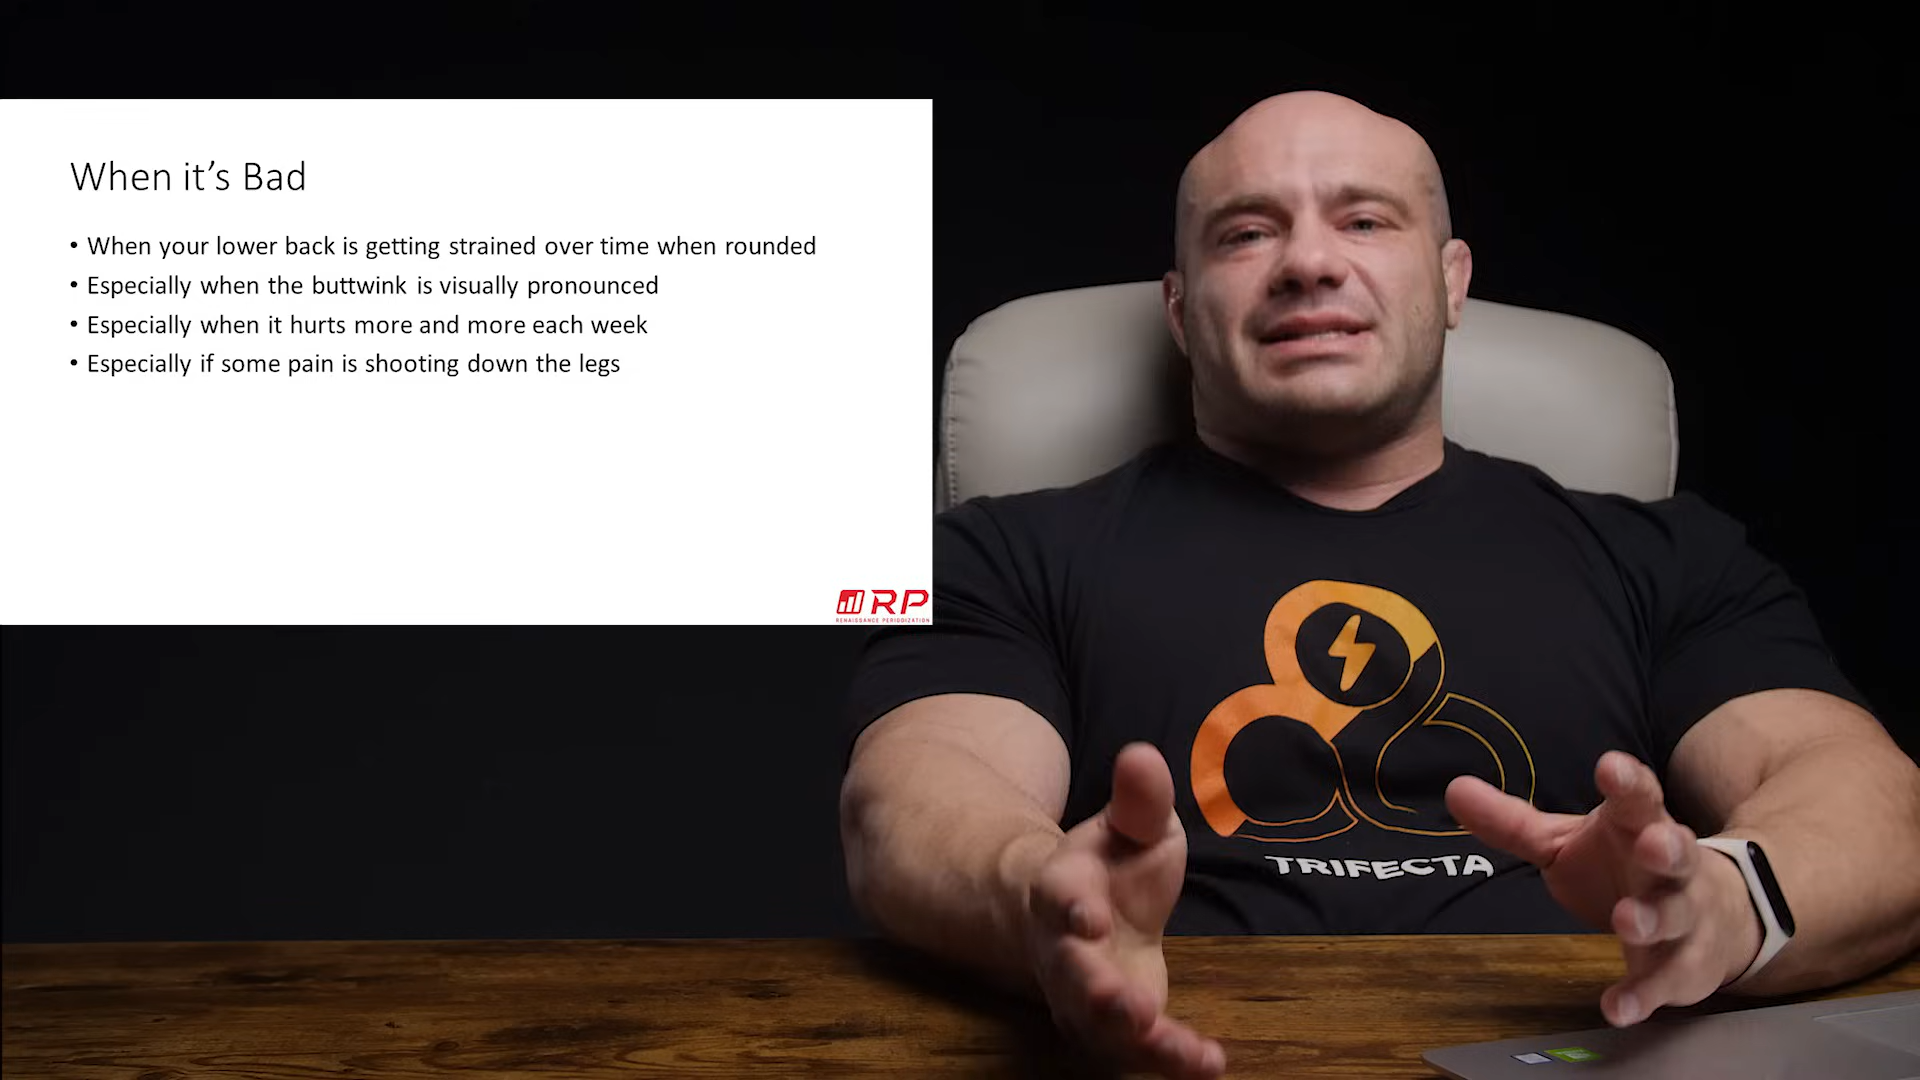 When it's Bad
• When your lower back is getting strained over time when rounded
• Especially when the buttwink is visually pronounced
• Especially when it hurts more and more each week
• Especially if some pain is shooting down the legs
RP
RENAISSANCE PERIODIZATION
TRIFECTA